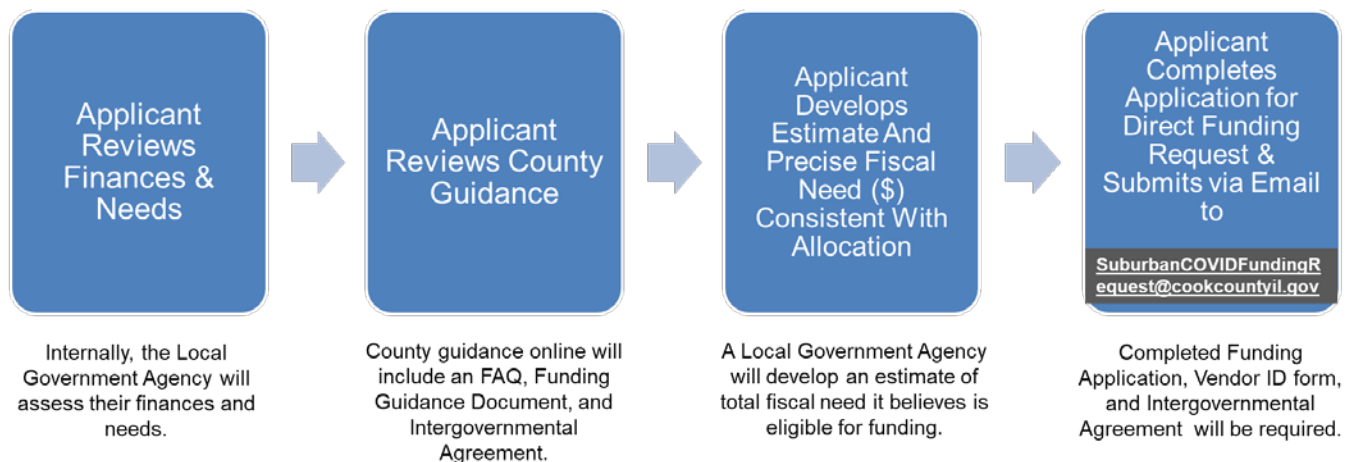 Applicant
Reviews
Finances &
Needs
Applicant
Reviews County
Guidance
Applicant
Develops
Estimate And
Precise Fiscal
Need ($)
Consistent With
Allocation
Applicant
Completes
Application for
Direct Funding
Request &
Submits via Email
to
SuburbanCOVIDFundingR
equest@cookcountyil.gov
Internally, the Local
Government Agency will
assess their finances and
needs.
County guidance online will
include an FAQ, Funding
Guidance Document, and
Intergovernmental
Agreement.
A Local Government Agency
will develop an estimate of
total fiscal need it believes is
eligible for funding.
Completed Funding
Application, Vendor ID form,
and Intergovernmental
Agreement will be required.